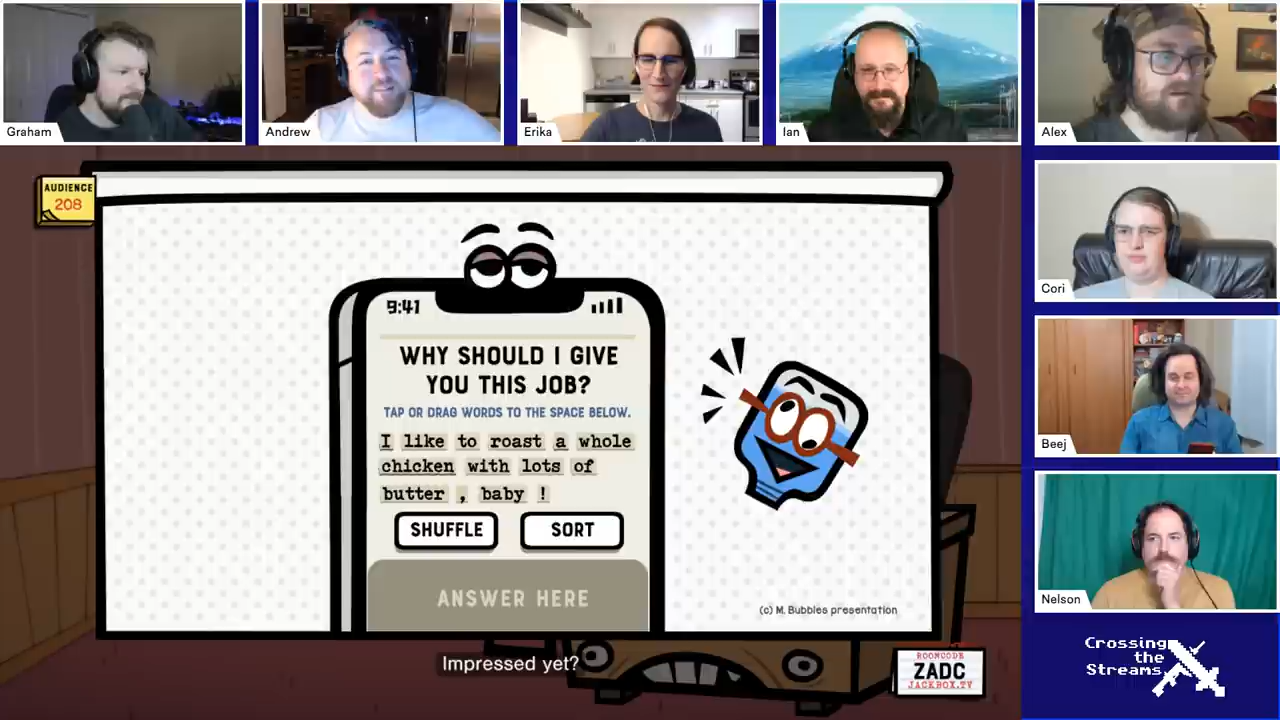 Graham
Andrew
Erika
Ian
Alex
AUDIENCE
208
9:41
WHY SHOULD I GIVE
YOU THIS JOB?
TAP OR DRAG WORDS TO THE SPACE BELOW.
I like to roast a whole
chicken with lots of
butter , baby !
SHUFFLE
SORT
ANSWER HERE
(c) M. Bubbles presentation
Impressed yet?
ROOMCODE
ZADC
JACKBOX.TV
Cori
Beej
Nelson
Crossing
the
Streams